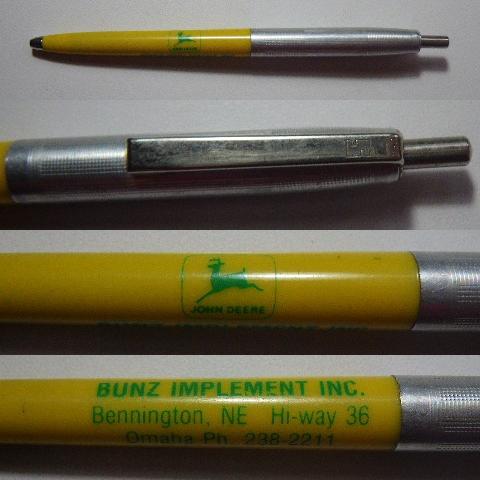 JOHN DEERE
BUNZ IMPLEMENT INC.
Bennington, NE Hi-way 36
Omaha Ph. 238-2211